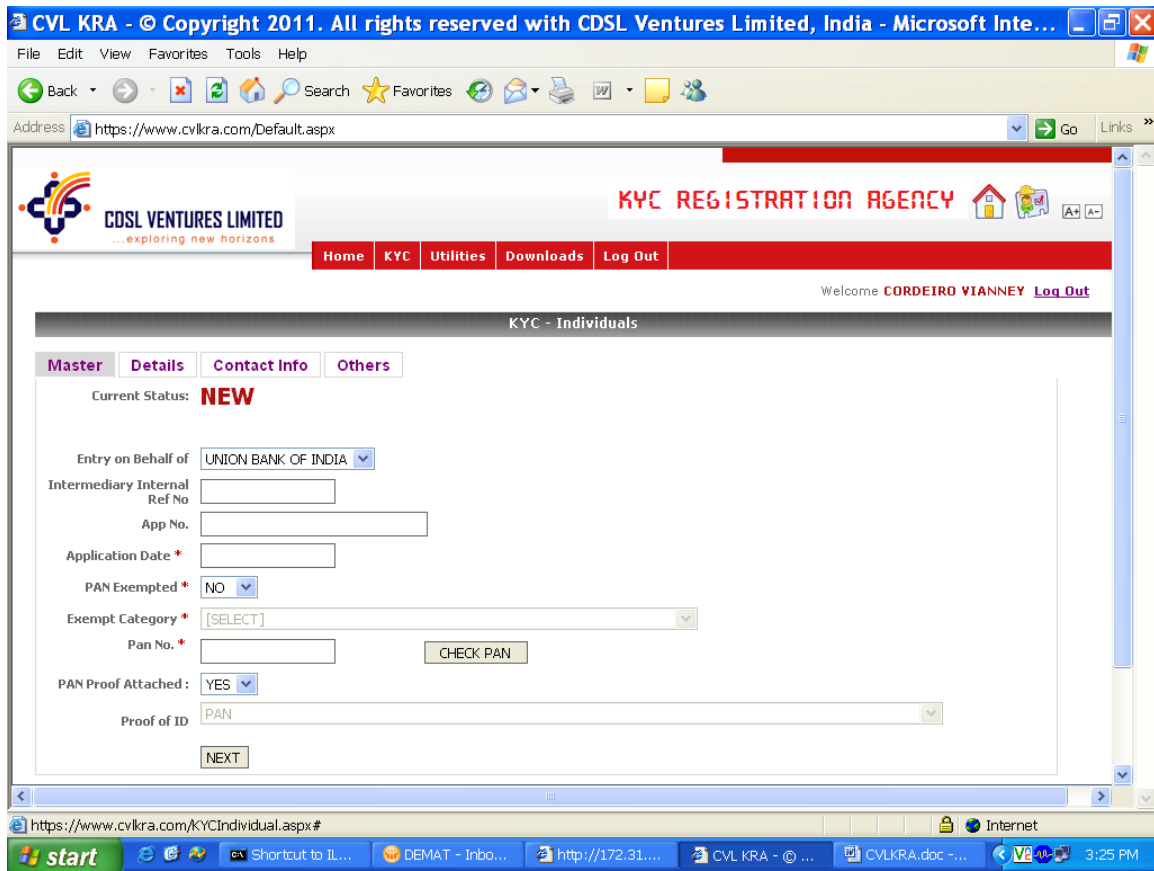 CVL KRA - © Copyright 2011. All rights reserved with CDSL Ventures Limited, India - Microsoft Inte...
File Edit View Favorites Tools Help
Back Search Favorites
Address https://www.cvlkra.com/Default.aspx Go Links »
CDSL VENTURES LIMITED
...exploring new horizons
KYC REGISTRATION AGENCY A+ A-
Home KYC Utilities Downloads Log Out
Welcome CORDEIRO VIANNEY Log Out
KYC - Individuals
Master Details Contact Info Others
Current Status: NEW
Entry on Behalf of UNION BANK OF INDIA
Intermediary Internal
Ref No
App No.
Application Date *
PAN Exempted * NO
Exempt Category * [SELECT]
Pan No. * CHECK PAN
PAN Proof Attached : YES
Proof of ID PAN
NEXT
https://www.cvlkra.com/KYCIndividual.aspx# Internet
start Shortcut to IL... DEMAT - Inbo... http://172.31.... CVL KRA - © ... CVLKRA.doc -... 3:25 PM